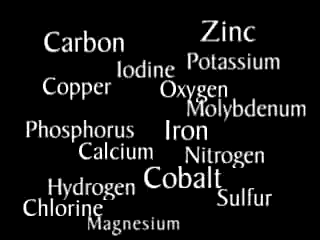 Zinc
Carbon
Potassium
Iodine
Copper
Oxygen
Molybdenum
Phosphorus
Iron
Calcium
Nitrogen
Cobalt
Hydrogen
Sulfur
Chlorine
Magnesium